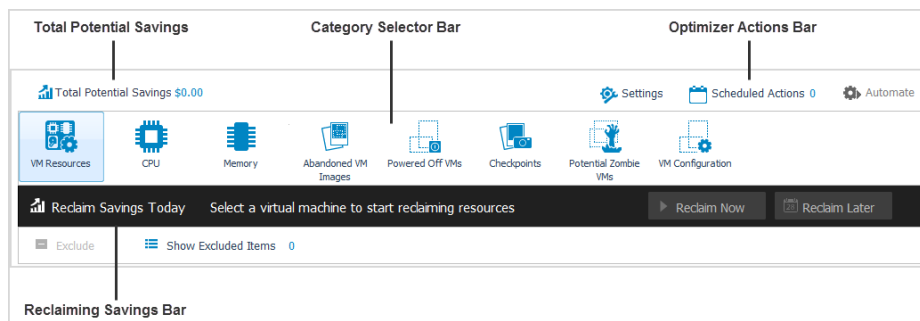 Total Potential Savings
Category Selector Bar
Optimizer Actions Bar
Total Potential Savings $0.00
Settings
Scheduled Actions 0
Automate
VM Resources
CPU
Memory
Abandoned VM
Images
Powered Off VMs
Checkpoints
Potential Zombie
VMs
VM Configuration
Reclaim Savings Today
Select a virtual machine to start reclaiming resources
Reclaim Now
Reclaim Later
Exclude
Show Excluded Items 0
Reclaiming Savings Bar